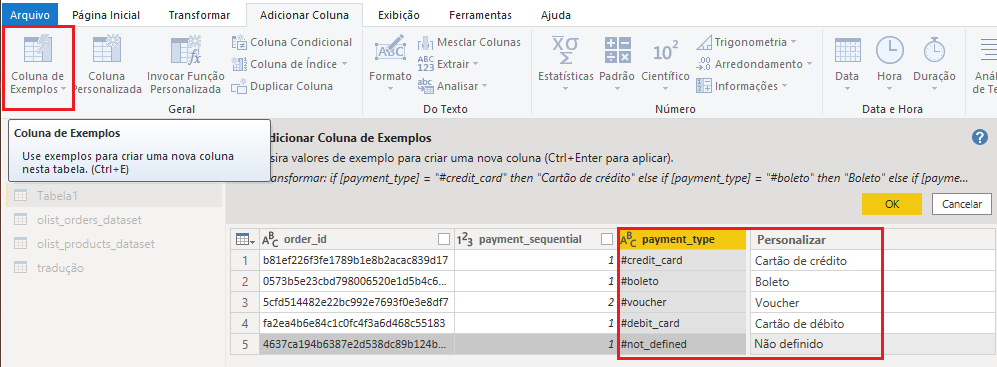 Arquivo Página Inicial Transformar Adicionar Coluna Exibição Ferramentas Ajuda
Coluna de
Exemplos
Coluna
Personalizada
Invocar Função
Personalizada
Coluna Condicional
Coluna de Índice
Duplicar Coluna
Geral
Formato
Mesclar Colunas
Extrair
Analisar
Do Texto
Estatísticas
Padrão
Científico
Trigonometria
Arredondamento
Informações
Número
Data
Hora
Duração
Data e Hora
Análi
de Te
Coluna de Exemplos
Use exemplos para criar uma nova coluna
nesta tabela. (Ctrl+E)
Tabela1
olist_orders_dataset
olist_products_dataset
tradução
dicionar Coluna de Exemplos
sira valores de exemplo para criar uma nova coluna (Ctrl+Enter para aplicar).
ansformar: if [payment_type] = "#credit_card" then "Cartão de crédito" else if [payment_type] = "#boleto" then "Boleto" else if [payme...
OK Cancelar
order_id payment_sequential payment_type Personalizar
1 b81ef226f3fe1789b1e8b2acac839d17 1 #credit_card Cartão de crédito
2 0573b5e23cbd798006520e1d5b4c6... 1 #boleto Boleto
3 5cfd514482e22bc992e7693f0e3e8df7 2 #voucher Voucher
4 fa2ea4b6e84c1c0fc4f3a6d468c55183 1 #debit_card Cartão de débito
5 4637ca194b6387e2d538dc89b124b... 1 #not_defined Não definido